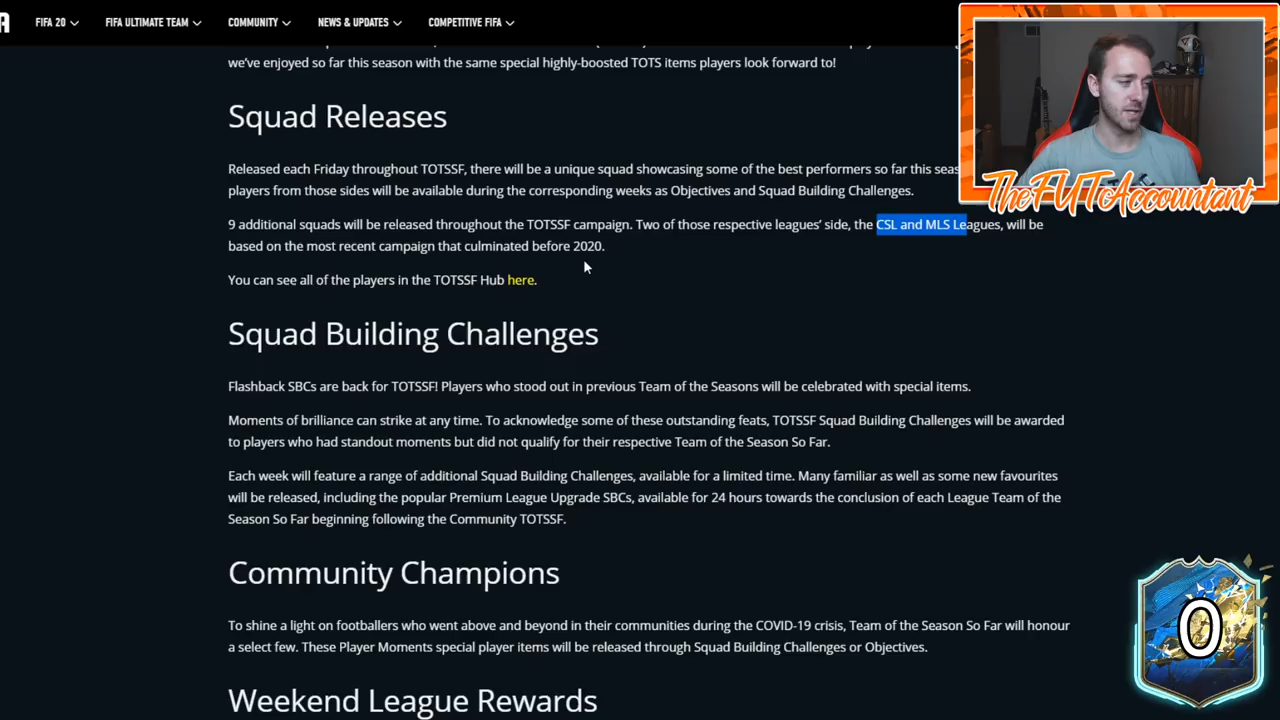 FIFA 20
FIFA ULTIMATE TEAM
COMMUNITY
NEWS & UPDATES
COMPETITIVE FIFA
we've enjoyed so far this season with the same special highly-boosted TOTS items players look forward to!
Squad Releases
Released each Friday throughout TOTSSF, there will be a unique squad showcasing some of the best performers so far this
players from those sides will be available during the corresponding weeks as Objectives and Squad Building Challenges.
9 additional squads will be released throughout the TOTSSF campaign. Two of those respective leagues' side, the CSL and MLS Leagues, will be
based on the most recent campaign that culminated before 2020.
You can see all of the players in the TOTSSF Hub here.
Squad Building Challenges
Flashback SBCs are back for TOTSSF! Players who stood out in previous Team of the Seasons will be celebrated with special items.
Moments of brilliance can strike at any time. To acknowledge some of these outstanding feats, TOTSSF Squad Building Challenges will be awarded
to players who had standout moments but did not qualify for their respective Team of the Season So Far.
Each week will feature a range of additional Squad Building Challenges, available for a limited time. Many familiar as well as some new favourites
will be released, including the popular Premium League Upgrade SBCs, available for 24 hours towards the conclusion of each League Team of the
Season So Far beginning following the Community TOTSSF.
Community Champions
To shine a light on footballers who went above and beyond in their communities during the COVID-19 crisis, Team of the Season So Far will honour
a select few. These Player Moments special player items will be released through Squad Building Challenges or Objectives.
Weekend League Rewards
TheFUTAccountant
0